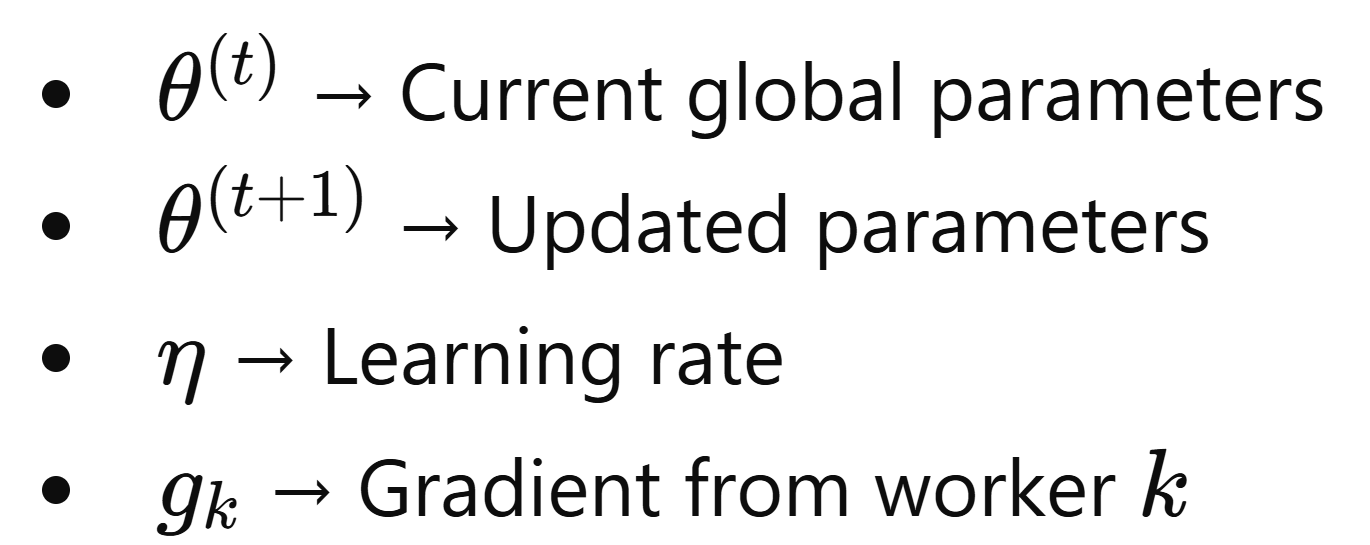 • θ^(t) → Current global parameters
• θ^(t+1) → Updated parameters
• η → Learning rate
• g_k → Gradient from worker k